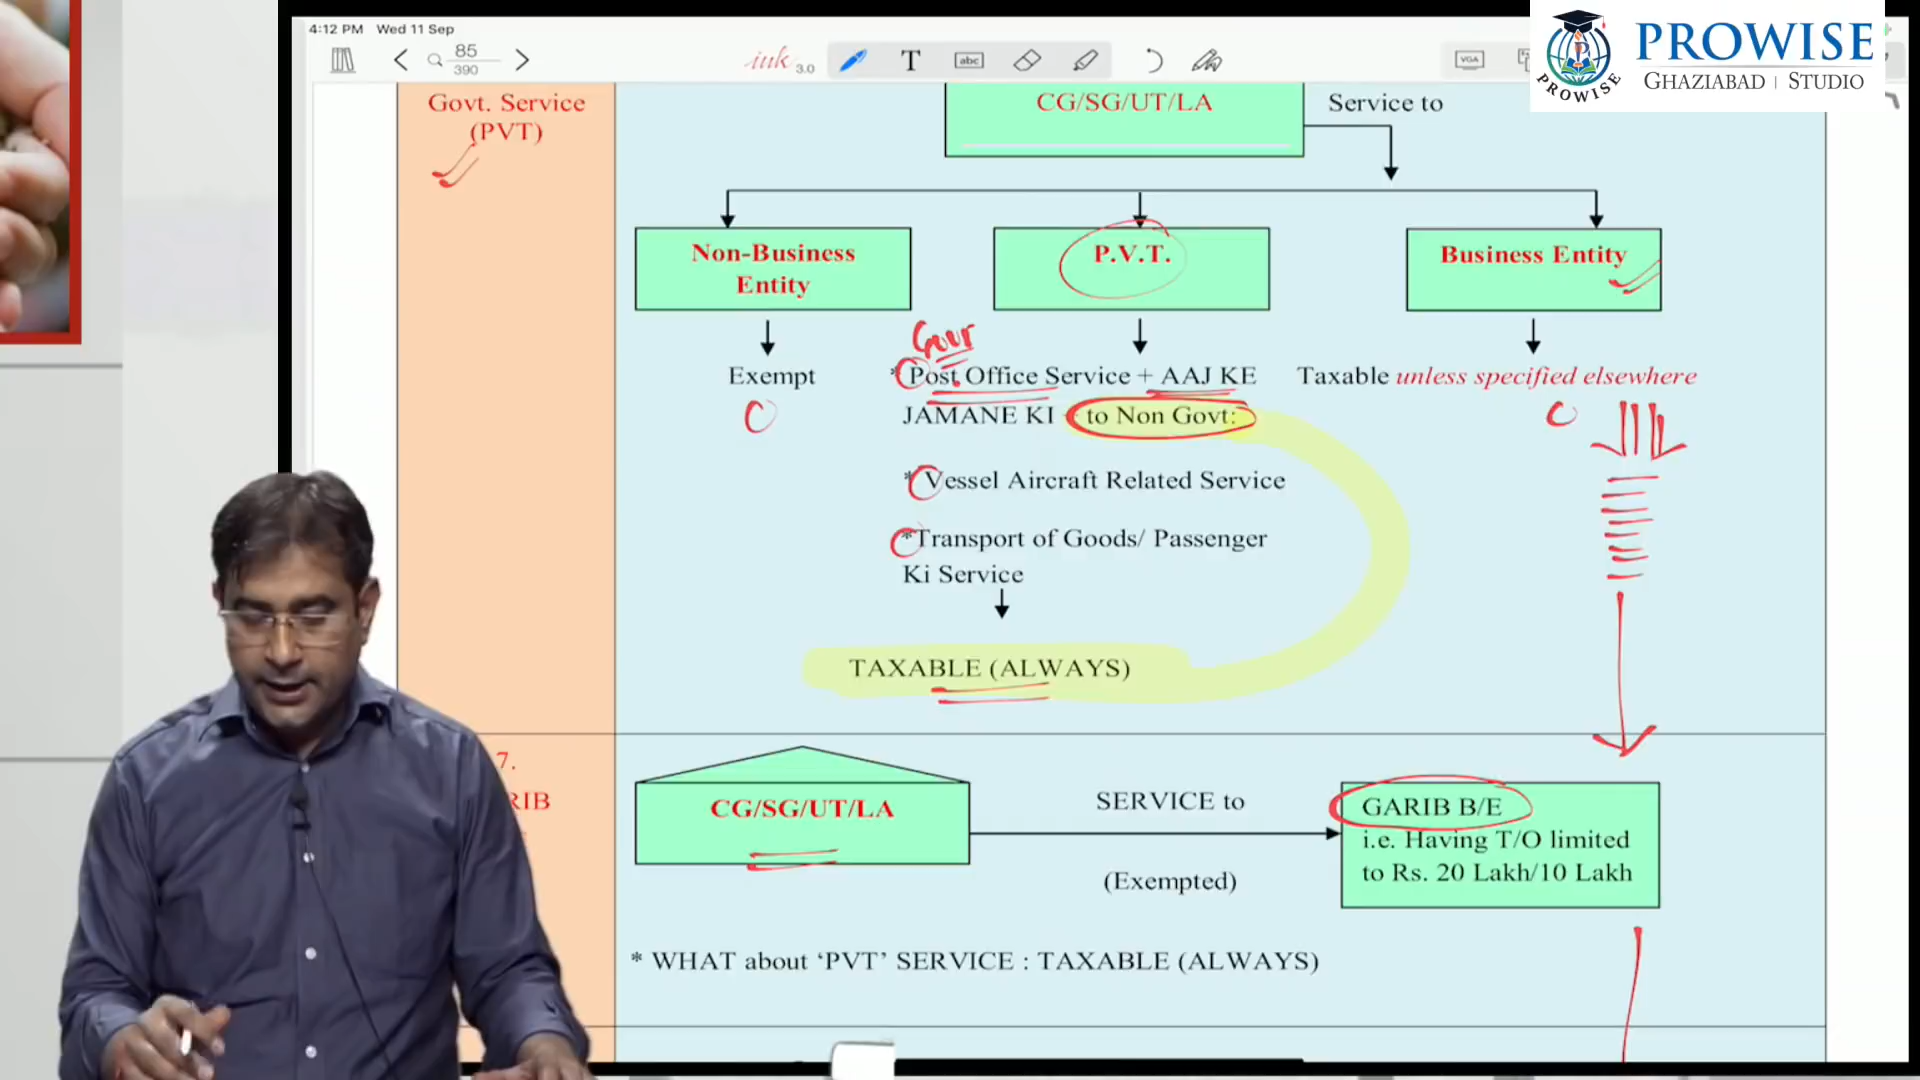 4:12 PM Wed 11 Sep
85
390
ink 3.0
T
abc
VGA
PROWISE
PROWISE
GHAZIABAD | STUDIO
Govt. Service
(PVT)
CG/SG/UT/LA
Service to
Non-Business
Entity
P.V.T.
Business Entity
Govr
Exempt
* Post Office Service + AAJ KE
JAMANE KI to Non Govt:
Taxable unless specified elsewhere
* Vessel Aircraft Related Service
*Transport of Goods/ Passenger
Ki Service
TAXABLE (ALWAYS)
7.
RIB
CG/SG/UT/LA
SERVICE to
(Exempted)
GARIB B/E
i.e. Having T/O limited
to Rs. 20 Lakh/10 Lakh
* WHAT about ‘PVT’ SERVICE : TAXABLE (ALWAYS)